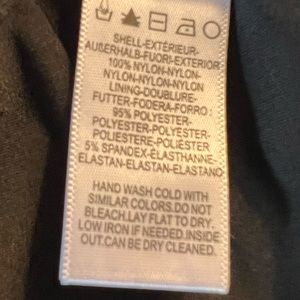 SHELL-EXTÉRIEUR-
AUßERHALB-FUORI-EXTERIOR
100% NYLON-NYLON-
NYLON-NYLON-NYLON
LINING-DOUBLURE-
FUTTER-FODERA-FORRO:
95% POLYESTER-
POLYESTER-POLYESTER-
POLIESTERE-POLIÉSTER
5% SPANDEX-ÉLASTHANNE-
ELASTAN-ELASTAN-ELASTANO
HAND WASH COLD WITH
SIMILAR COLORS.DO NOT
BLEACH.LAY FLAT TO DRY.
LOW IRON IF NEEDED.INSIDE
OUT.CAN BE DRY CLEANED.